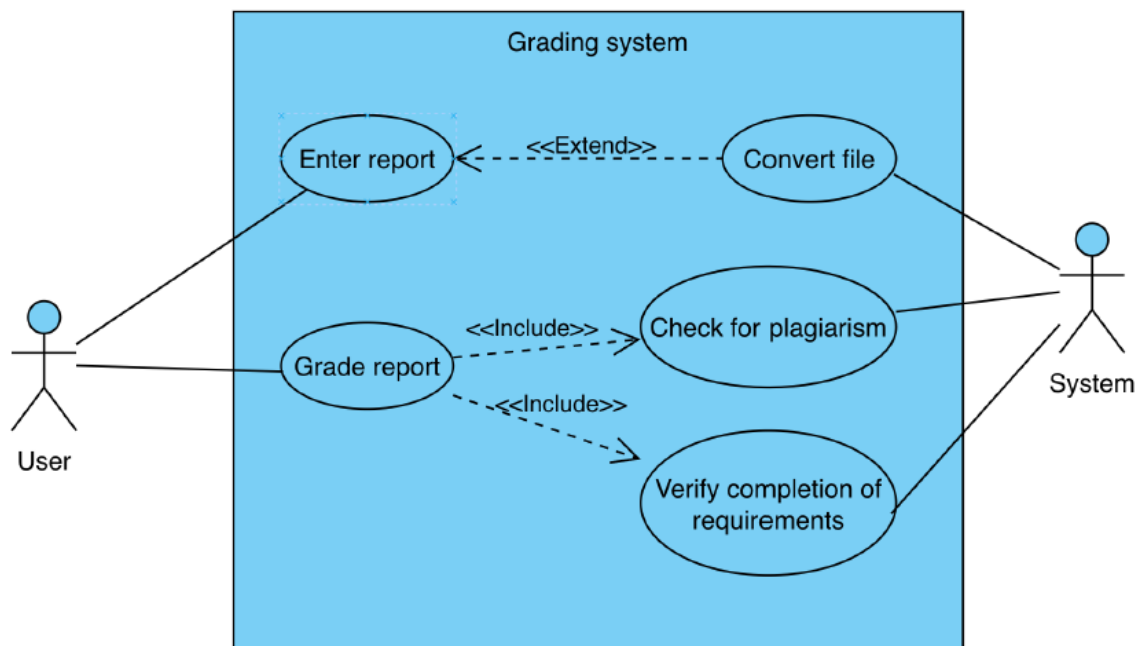 Grading system
Enter report
<<Extend>>
Convert file
<<Include>>
Check for plagiarism
Grade report
<<Include>>
System
User
Verify completion of
requirements